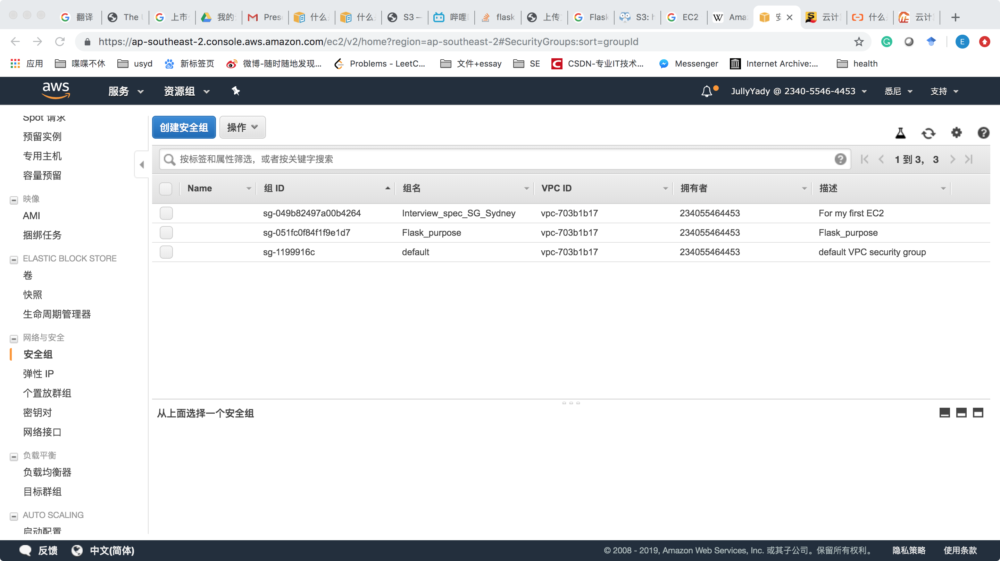 翻译 The 上市 我的 Pres 什么 什么 S3 — 哔哩 flask 上传 Flask S3: EC2 W Ama 安 云计 什么 云计
https://ap-southeast-2.console.aws.amazon.com/ec2/v2/home?region=ap-southeast-2#SecurityGroups:sort=groupId E
应用 喋喋不休 usyd 新标签页 微博-随时随地发现... Problems - LeetC... 文件+essay SE CSDN-专业IT技术... Messenger Internet Archive:... health
aws 服务 资源组 JullyYady @ 2340-5546-4453 悉尼 支持
Spot 请求
预留实例
专用主机
容量预留
映像
AMI
捆绑任务
ELASTIC BLOCK STORE
卷
快照
生命周期管理器
网络与安全
安全组
弹性 IP
个置放群组
密钥对
网络接口
负载平衡
负载均衡器
目标群组
AUTO SCALING
启动配置
创建安全组 操作
按标签和属性筛选，或者按关键字搜索 1 到 3， 3
Name 组 ID 组名 VPC ID 拥有者 描述
sg-049b82497a00b4264 Interview_spec_SG_Sydney vpc-703b1b17 234055464453 For my first EC2
sg-051fc0f84f1f9e1d7 Flask_purpose vpc-703b1b17 234055464453 Flask_purpose
sg-1199916c default vpc-703b1b17 234055464453 default VPC security group
从上面选择一个安全组
反馈 中文(简体) © 2008 - 2019, Amazon Web Services, Inc. 或其子公司。保留所有权利。 隐私策略 使用条款